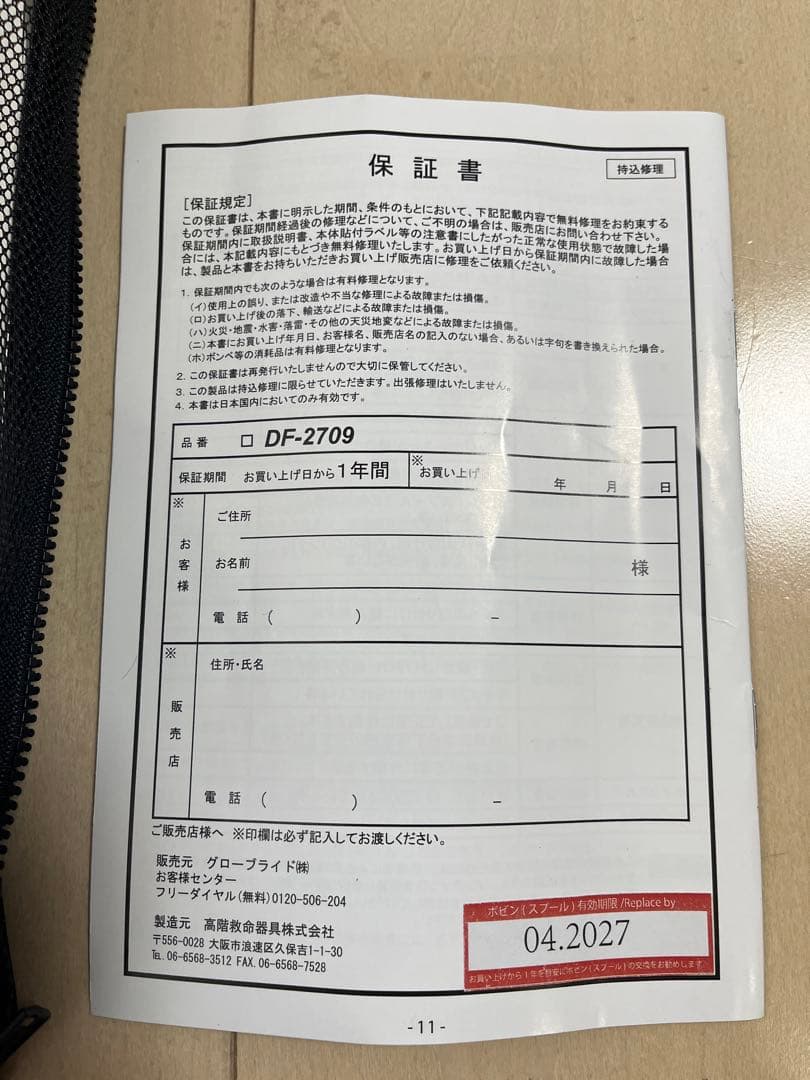 保証書
持込修理
［保証規定］
この保証書は、本書に明示した期間、条件のもとにおいて、下記記載内容で無料修理をお約束する
ものです。保証期間経過後の修理などについて、ご不明の場合は、販売店にお問い合わせ下さい。
保証期間内に取扱説明書、本体貼付ラベル等の注意書にしたがった正常な使用状態で故障した場
合には、本記載内容にもとづき無料修理いたします。お買い上げ日から保証期間内に故障した場合
は、製品と本書をお持ちいただきお買い上げ販売店に修理をご依頼ください。
1．保証期間内でも次のような場合は有料修理となります。
（イ）使用上の誤り、または改造や不当な修理による故障または損傷。
（ロ）お買い上げ後の落下、輸送などによる故障または損傷。
（ハ）火災・地震・水害・落雷・その他の天災地変などによる故障または損傷。
（ニ）本書にお買い上げ年月日、お客様名、販売店名の記入のない場合、あるいは字句を書き換えられた場合。
（ホ）ボンベ等の消耗品は有料修理となります。
2．この保証書は再発行いたしませんので大切に保管してください。
3．この製品は持込修理に限らせていただきます。出張修理はいたしません。
4．本書は日本国内においてのみ有効です。
品番 □ DF-2709
保証期間 お買い上げ日から1年間 ※お買い上げ 年 月 日
※お客様
ご住所
お名前 様
電話 （ ） −
※販売店
住所・氏名
電話 （ ） −
ご販売店様へ ※印欄は必ず記入してお渡しください。
販売元 グローブライド㈱
お客様センター
フリーダイヤル（無料）0120-506-204
製造元 高階救命器具株式会社
〒556-0028 大阪市浪速区久保吉1-1-30
TEL. 06-6568-3512 FAX. 06-6568-7528
ボビン（スプール）有効期限/Replace by
04.2027
お買い上げから1年を目安にボビン（スプール）の交換をお勧めします。
-11-